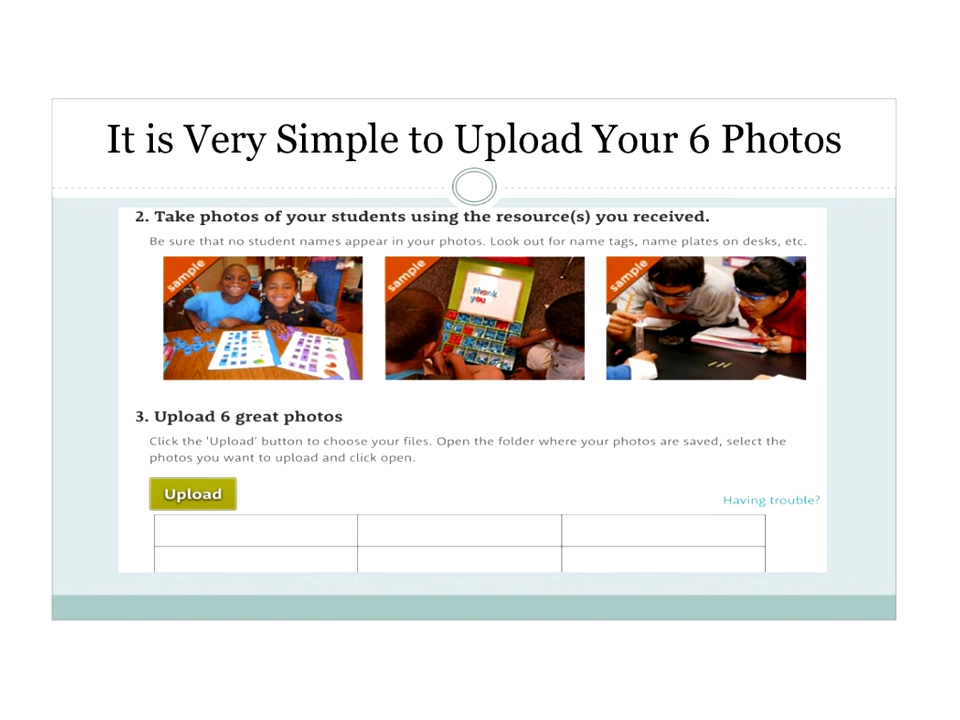 It is Very Simple to Upload Your 6 Photos
2. Take photos of your students using the resource(s) you received.
Be sure that no student names appear in your photos. Look out for name tags, name plates on desks, etc.
sample
sample
sample
thank
you
3. Upload 6 great photos
Click the 'Upload' button to choose your files. Open the folder where your photos are saved, select the
photos you want to upload and click open.
Upload
Having trouble?